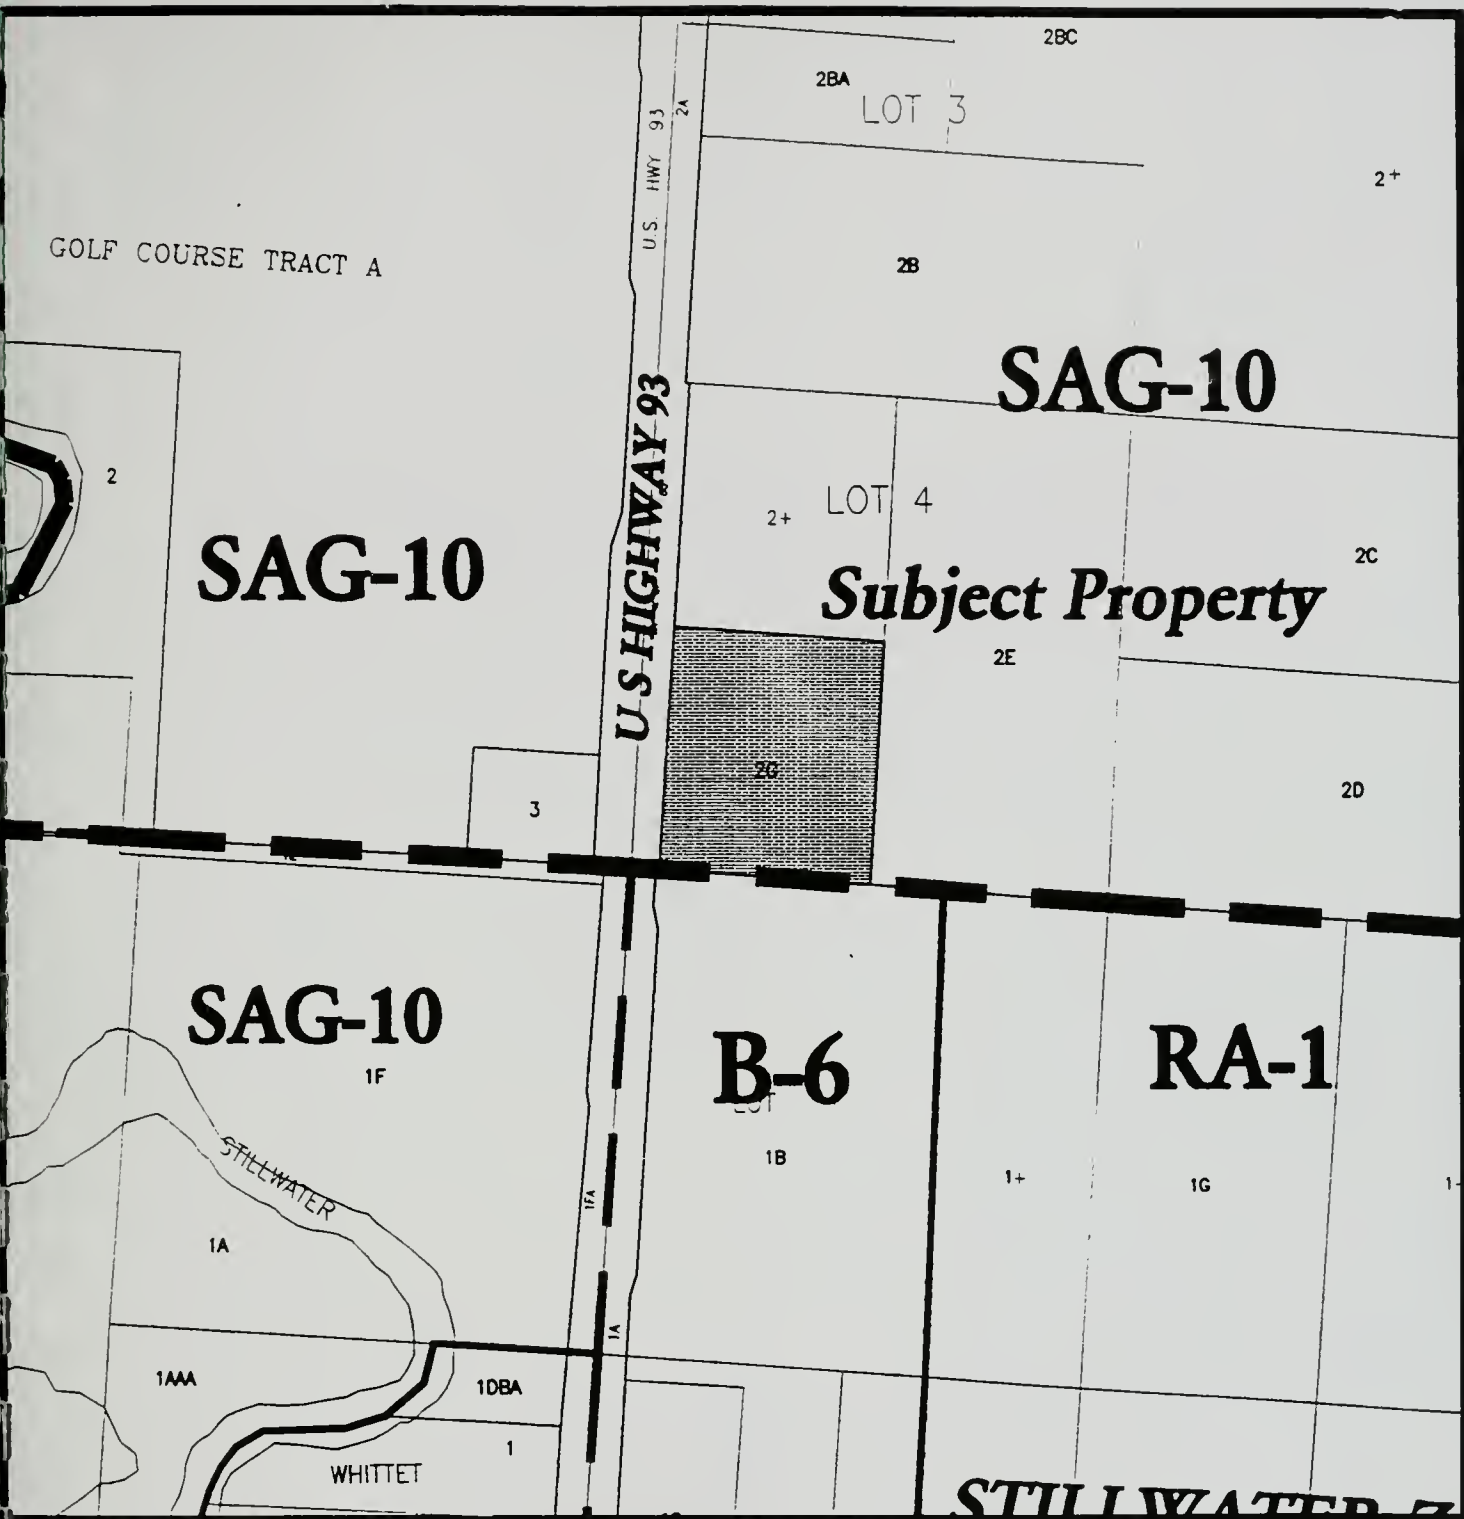 2BC
2BA
LOT 3
2A
U.S. HWY 93
2+
GOLF COURSE TRACT A
2B
SAG-10
2
LOT 4
2+
2C
SAG-10
U S HIGHWAY 93
Subject Property
2E
2G
3
2D
SAG-10
B-6
RA-1
1F
LOT
1B
STILLWATER
1+
1G
1FA
1A
1A
1AAA
1DBA
1
WHITTET
STILLWATER